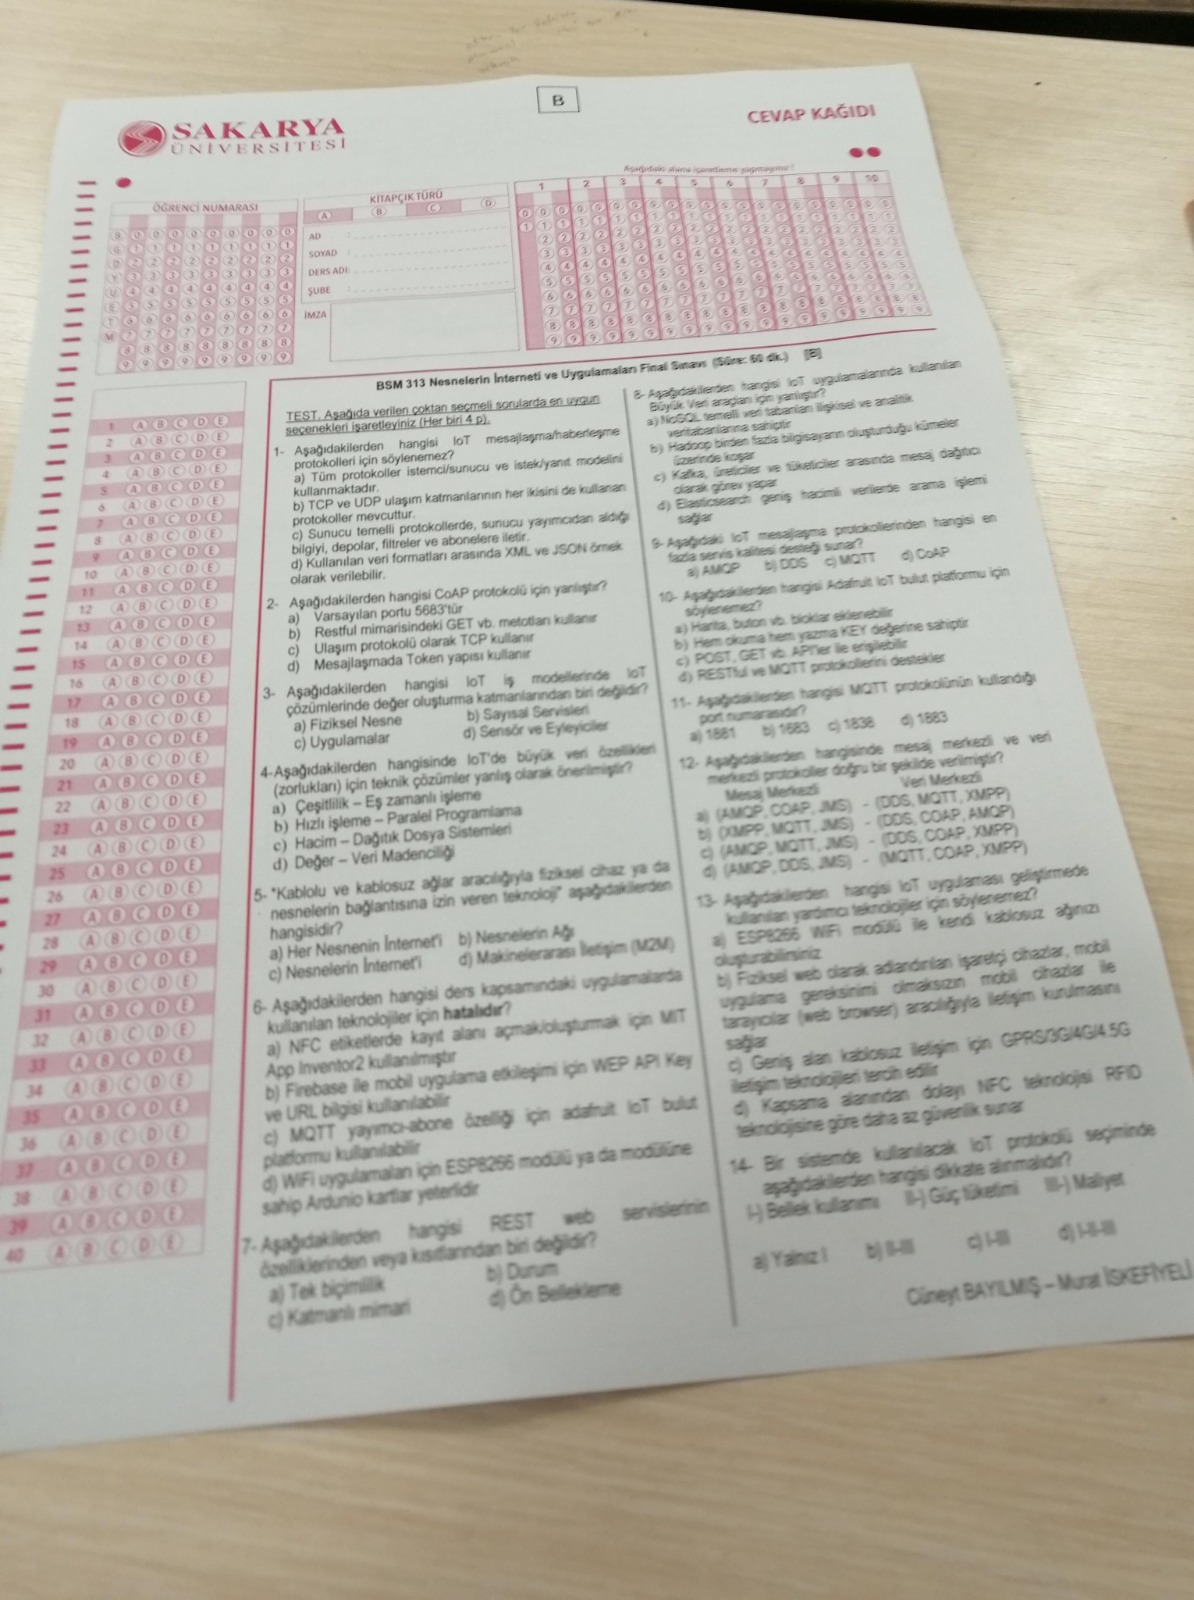 B
SAKARYA
ÜNİVERSİTESİ
CEVAP KAĞIDI
Aşağıdaki alana işaretleme yapmayınız!
ÖĞRENCİ NUMARASI
KİTAPÇIK TÜRÜ
A B C D
AD :
SOYAD :
DERS ADI:
ŞUBE :
İMZA
1 2 3 4 5 6 7 8 9 10
BSM 313 Nesnelerin İnterneti ve Uygulamaları Final Sınavı (Süre: 60 dk.) [B]
TEST. Aşağıda verilen çoktan seçmeli sorularda en uygun
seçenekleri işaretleyiniz (Her biri 4 p).
1- Aşağıdakilerden hangisi IoT mesajlaşma/haberleşme
protokolleri için söylenemez?
a) Tüm protokoller istemci/sunucu ve istek/yanıt modelini
kullanmaktadır.
b) TCP ve UDP ulaşım katmanlarının her ikisini de kullanan
protokoller mevcuttur.
c) Sunucu temelli protokollerde, sunucu yayımcıdan aldığı
bilgiyi, depolar, filtreler ve abonelere iletir.
d) Kullanılan veri formatları arasında XML ve JSON örnek
olarak verilebilir.
2- Aşağıdakilerden hangisi CoAP protokolü için yanlıştır?
a) Varsayılan portu 5683'tür
b) Restful mimarisindeki GET vb. metotları kullanır
c) Ulaşım protokolü olarak TCP kullanır
d) Mesajlaşmada Token yapısı kullanır
3- Aşağıdakilerden hangisi IoT iş modellerinde IoT
çözümlerinde değer oluşturma katmanlarından biri değildir?
a) Fiziksel Nesne b) Sayısal Servisleri
c) Uygulamalar d) Sensör ve Eyleyiciler
4-Aşağıdakilerden hangisinde IoT'de büyük veri özellikleri
(zorlukları) için teknik çözümler yanlış olarak önerilmiştir?
a) Çeşitlilik – Eş zamanlı işleme
b) Hızlı işleme – Paralel Programlama
c) Hacim – Dağıtık Dosya Sistemleri
d) Değer – Veri Madenciliği
5- "Kablolu ve kablosuz ağlar aracılığıyla fiziksel cihaz ya da
nesnelerin bağlantısına izin veren teknoloji" aşağıdakilerden
hangisidir?
a) Her Nesnenin İnternet'i b) Nesnelerin Ağı
c) Nesnelerin İnternet'i d) Makinelerarası İletişim (M2M)
6- Aşağıdakilerden hangisi ders kapsamındaki uygulamalarda
kullanılan teknolojiler için hatalıdır?
a) NFC etiketlerde kayıt alanı açmak/oluşturmak için MIT
App Inventor2 kullanılmıştır
b) Firebase ile mobil uygulama etkileşimi için WEP API Key
ve URL bilgisi kullanılabilir
c) MQTT yayımcı-abone özelliği için adafruit IoT bulut
platformu kullanılabilir
d) WiFi uygulamaları için ESP8266 modülü ya da modülüne
sahip Ardunio kartlar yeterlidir
7- Aşağıdakilerden hangisi REST web servislerinin
özelliklerinden veya kısıtlarından biri değildir?
a) Tek biçimlilik b) Durum
c) Katmanlı mimari d) Ön Bellekleme
8- Aşağıdakilerden hangisi IoT uygulamalarında kullanılan
Büyük Veri araçları için yanlıştır?
a) NoSQL temelli veri tabanları ilişkisel ve analitik
veritabanlarına sahiptir
b) Hadoop birden fazla bilgisayarın oluşturduğu kümeler
üzerinde koşar
c) Kafka, üreticiler ve tüketiciler arasında mesaj dağıtıcı
olarak görev yapar
d) Elasticsearch geniş hacimli verilerde arama işlemi
sağlar
9- Aşağıdaki IoT mesajlaşma protokollerinden hangisi en
fazla servis kalitesi desteği sunar?
a) AMQP b) DDS c) MQTT d) CoAP
10- Aşağıdakilerden hangisi Adafruit IoT bulut platformu için
söylenemez?
a) Harita, buton vb. bloklar eklenebilir
b) Hem okuma hem yazma KEY değerine sahiptir
c) POST, GET vb. API'ler ile erişilebilir
d) RESTful ve MQTT protokollerini destekler
11- Aşağıdakilerden hangisi MQTT protokolünün kullandığı
port numarasıdır?
a) 1881 b) 1683 c) 1838 d) 1883
12- Aşağıdakilerden hangisinde mesaj merkezli ve veri
merkezli protokoller doğru bir şekilde verilmiştir?
Mesaj Merkezli Veri Merkezli
a) (AMQP, COAP, JMS) - (DDS, MQTT, XMPP)
b) (XMPP, MQTT, JMS) - (DDS, COAP, AMQP)
c) (AMQP, MQTT, JMS) - (DDS, COAP, XMPP)
d) (AMQP, DDS, JMS) - (MQTT, COAP, XMPP)
13- Aşağıdakilerden hangisi IoT uygulaması geliştirmede
kullanılan yardımcı teknolojiler için söylenemez?
a) ESP8266 WiFi modülü ile kendi kablosuz ağınızı
oluşturabilirsiniz
b) Fiziksel web olarak adlandırılan işaretçi cihazlar, mobil
uygulama gereksinimi olmaksızın mobil cihazlar ile
tarayıcılar (web browser) aracılığıyla iletişim kurulmasını
sağlar
c) Geniş alan kablosuz iletişim için GPRS/3G/4G/4.5G
iletişim teknolojileri tercih edilir
d) Kapsama alanından dolayı NFC teknolojisi RFID
teknolojisine göre daha az güvenlik sunar
14- Bir sistemde kullanılacak IoT protokolü seçiminde
aşağıdakilerden hangisi dikkate alınmalıdır?
I-) Bellek kullanımı II-) Güç tüketimi III-) Maliyet
a) Yalnız I b) II-III c) I-III d) I-II-III
Cüneyt BAYILMIŞ – Murat İSKEFİYELİ